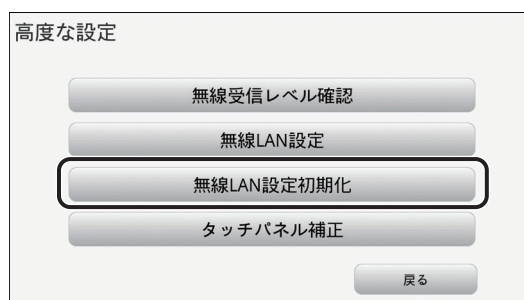 高度な設定
無線受信レベル確認
無線LAN設定
無線LAN設定初期化
タッチパネル補正
戻る